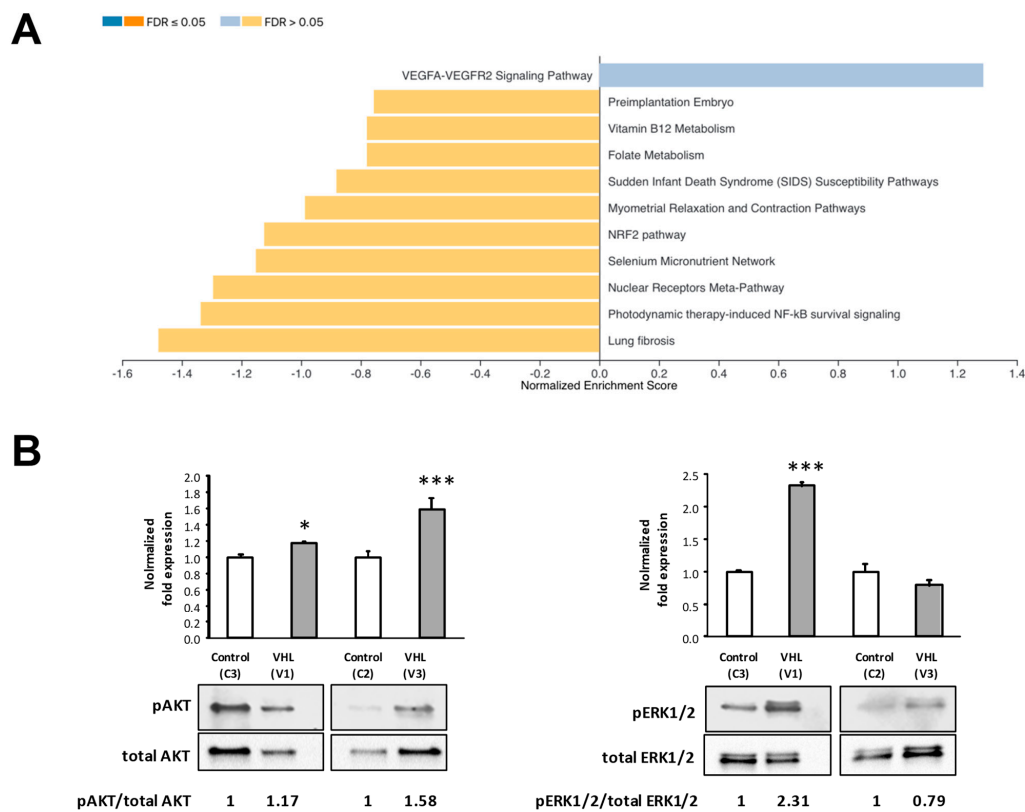 A
FDR ≤ 0.05
FDR > 0.05
VEGFA-VEGFR2 Signaling Pathway
Preimplantation Embryo
Vitamin B12 Metabolism
Folate Metabolism
Sudden Infant Death Syndrome (SIDS) Susceptibility Pathways
Myometrial Relaxation and Contraction Pathways
NRF2 pathway
Selenium Micronutrient Network
Nuclear Receptors Meta-Pathway
Photodynamic therapy-induced NF-kB survival signaling
Lung fibrosis
-1.6 -1.4 -1.2 -1.0 -0.8 -0.6 -0.4 -0.2 0.0 0.2 0.4 0.6 0.8 1.0 1.2 1.4
Normalized Enrichment Score
B
Nolrmalized
fold expression
2.0
1.8
1.6
1.4
1.2
1.0
0.8
0.6
0.4
0.2
0.0
*
***
Control
(C3)
VHL
(V1)
Control
(C2)
VHL
(V3)
pAKT
total AKT
pAKT/total AKT 1 1.17 1 1.58
Nolrmalized
fold expression
2.5
2.0
1.5
1.0
0.5
0.0
***
Control
(C3)
VHL
(V1)
Control
(C2)
VHL
(V3)
pERK1/2
total ERK1/2
pERK1/2/total ERK1/2 1 2.31 1 0.79